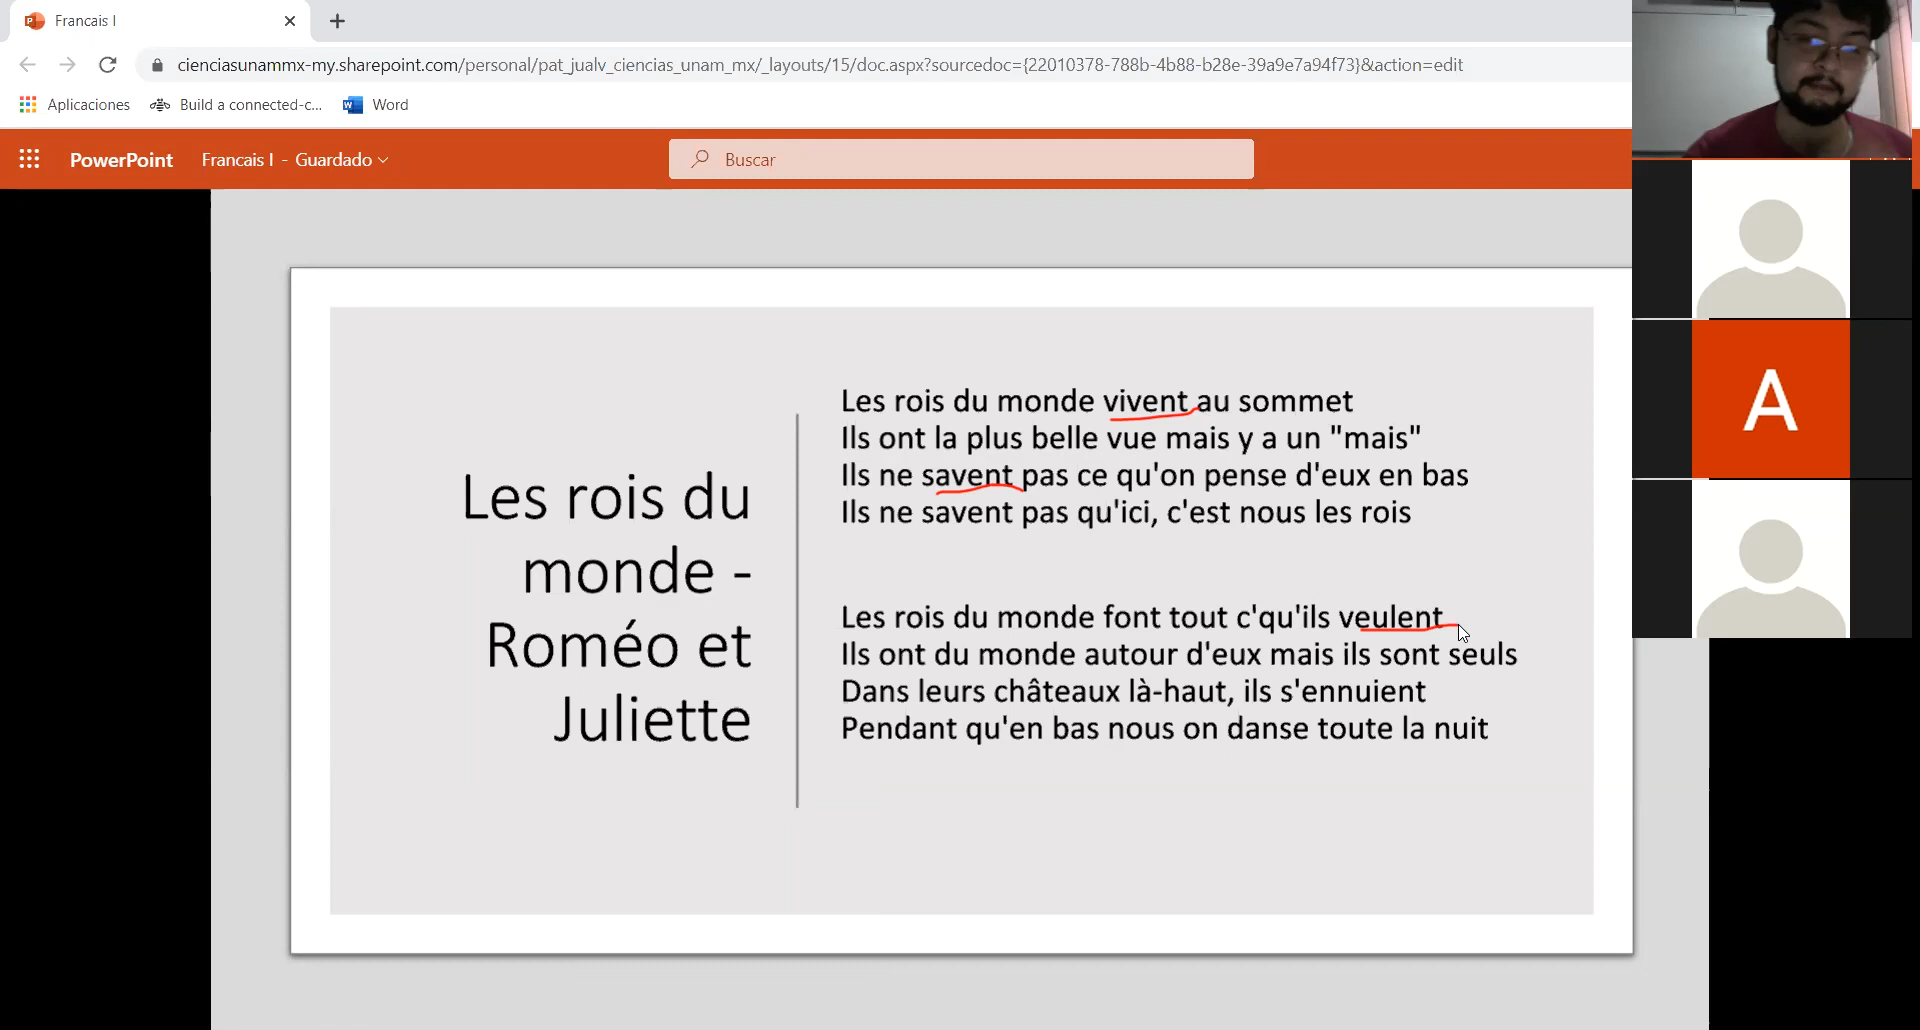 Francais I
cienciasunammx-my.sharepoint.com/personal/pat_jualv_ciencias_unam_mx/_layouts/15/doc.aspx?sourcedoc={22010378-788b-4b88-b28e-39a9e7a94f73}&action=edit
Aplicaciones Build a connected-c... Word
PowerPoint Francais I - Guardado Buscar
Les rois du
monde -
Roméo et
Juliette
Les rois du monde vivent au sommet
Ils ont la plus belle vue mais y a un "mais"
Ils ne savent pas ce qu'on pense d'eux en bas
Ils ne savent pas qu'ici, c'est nous les rois
Les rois du monde font tout c'qu'ils veulent
Ils ont du monde autour d'eux mais ils sont seuls
Dans leurs châteaux là-haut, ils s'ennuient
Pendant qu'en bas nous on danse toute la nuit
A